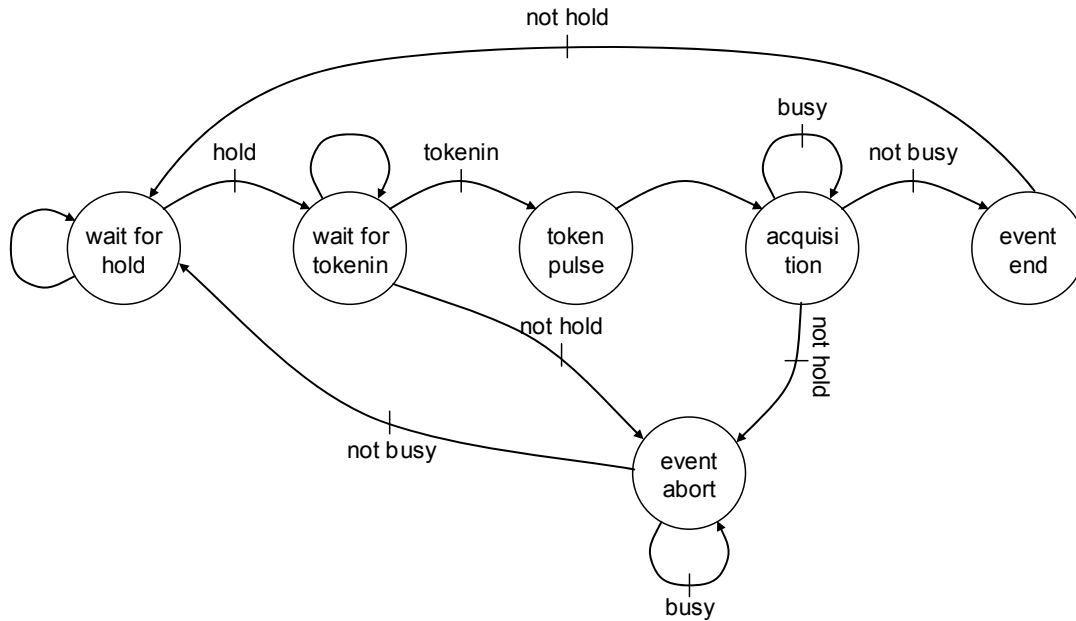 not hold
busy
hold
tokenin
not busy
wait for
hold
wait for
tokenin
token
pulse
acquisi
tion
event
end
not hold
not hold
not busy
event
abort
busy